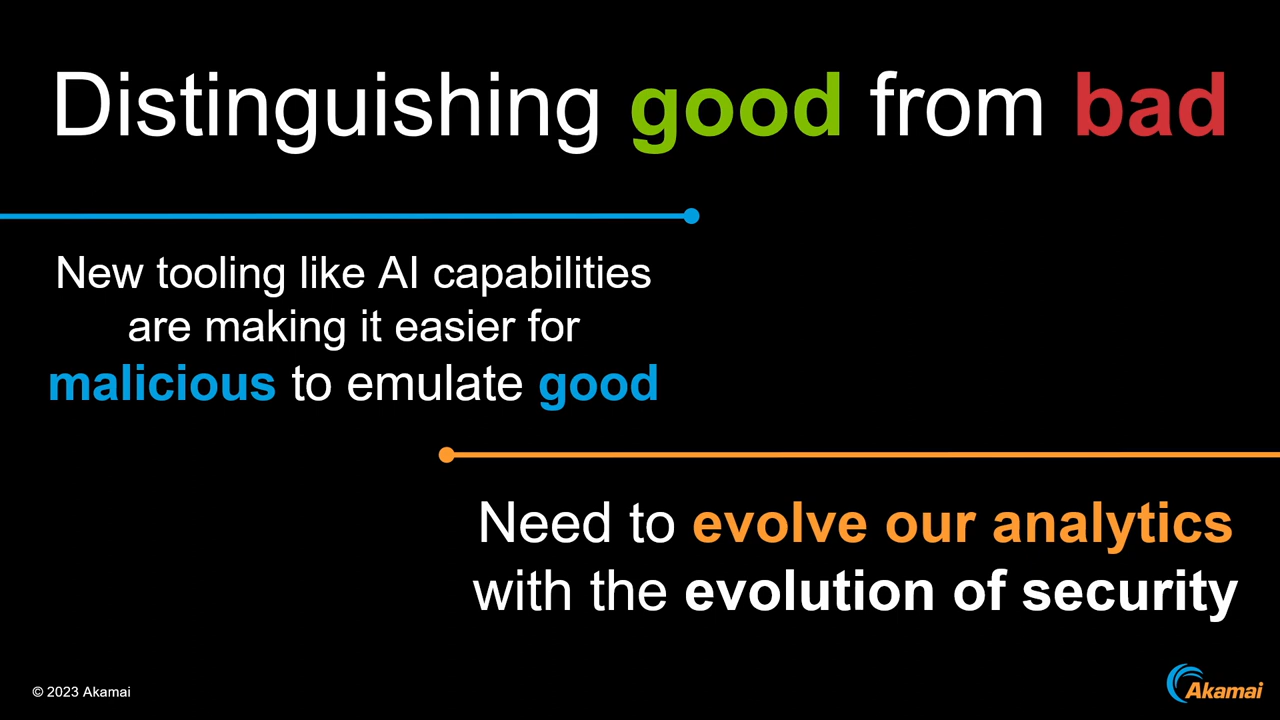 Distinguishing good from bad
New tooling like AI capabilities
are making it easier for
malicious to emulate good
Need to evolve our analytics
with the evolution of security
© 2023 Akamai
Akamai